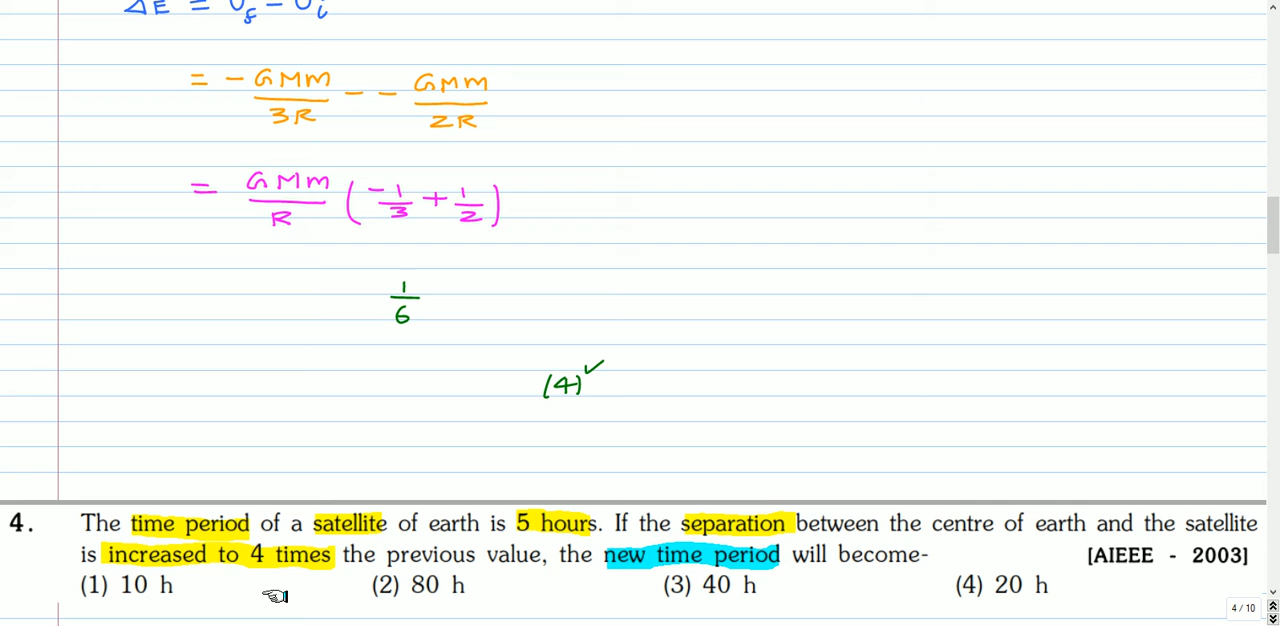 ΔE = U_f - U_i
= - GMm/3R - - GMm/2R
= GMm/R (-1/3 + 1/2)
1/6
(4) ✓
4. The time period of a satellite of earth is 5 hours. If the separation between the centre of earth and the satellite
is increased to 4 times the previous value, the new time period will become- [AIEEE - 2003]
(1) 10 h (2) 80 h (3) 40 h (4) 20 h
4 / 10